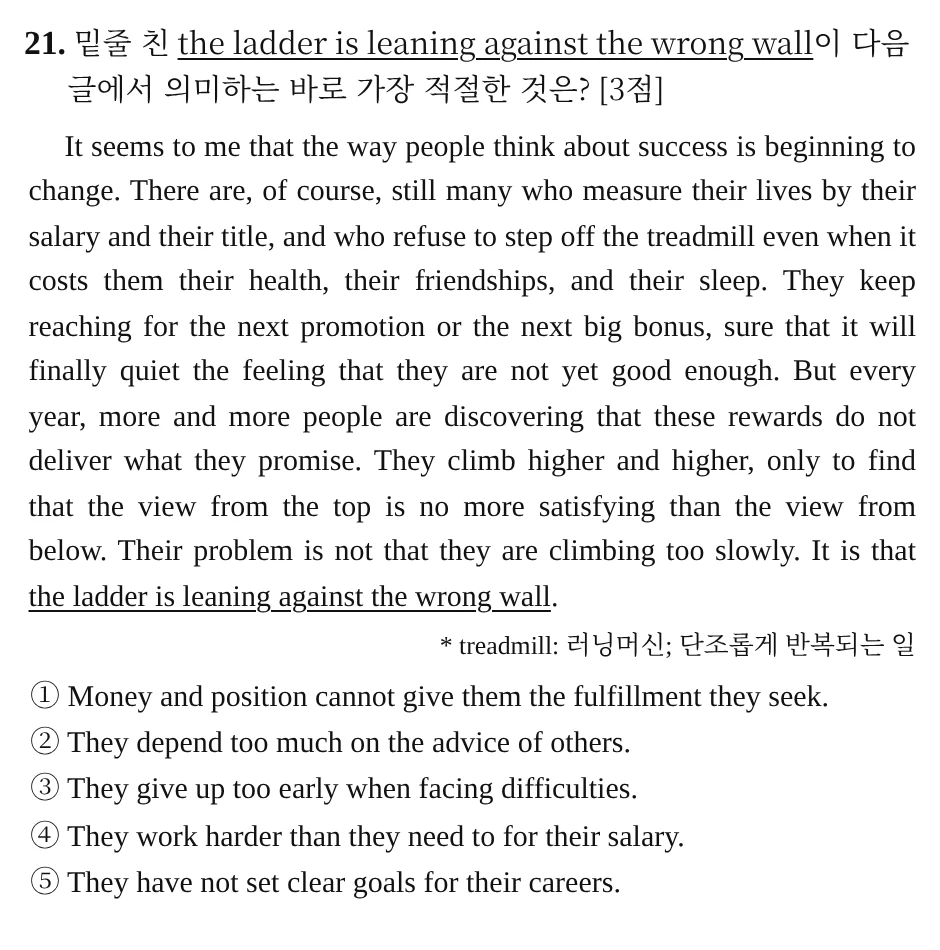 21. 밑줄 친 the ladder is leaning against the wrong wall이 다음
글에서 의미하는 바로 가장 적절한 것은? [3점]
It seems to me that the way people think about success is beginning to
change. There are, of course, still many who measure their lives by their
salary and their title, and who refuse to step off the treadmill even when it
costs them their health, their friendships, and their sleep. They keep
reaching for the next promotion or the next big bonus, sure that it will
finally quiet the feeling that they are not yet good enough. But every
year, more and more people are discovering that these rewards do not
deliver what they promise. They climb higher and higher, only to find
that the view from the top is no more satisfying than the view from
below. Their problem is not that they are climbing too slowly. It is that
the ladder is leaning against the wrong wall.
* treadmill: 러닝머신; 단조롭게 반복되는 일
① Money and position cannot give them the fulfillment they seek.
② They depend too much on the advice of others.
③ They give up too early when facing difficulties.
④ They work harder than they need to for their salary.
⑤ They have not set clear goals for their careers.